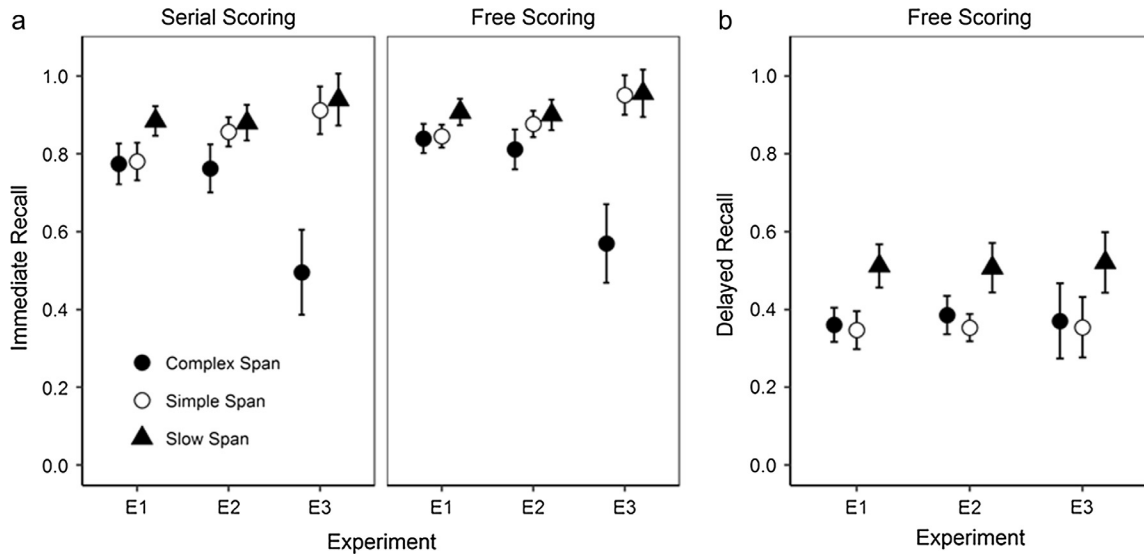 a
Serial Scoring
Free Scoring
Immediate Recall
1.0
0.8
0.6
0.4
0.2
0.0
Complex Span
Simple Span
Slow Span
E1 E2 E3
E1 E2 E3
Experiment
b
Free Scoring
Delayed Recall
1.0
0.8
0.6
0.4
0.2
0.0
E1 E2 E3
Experiment